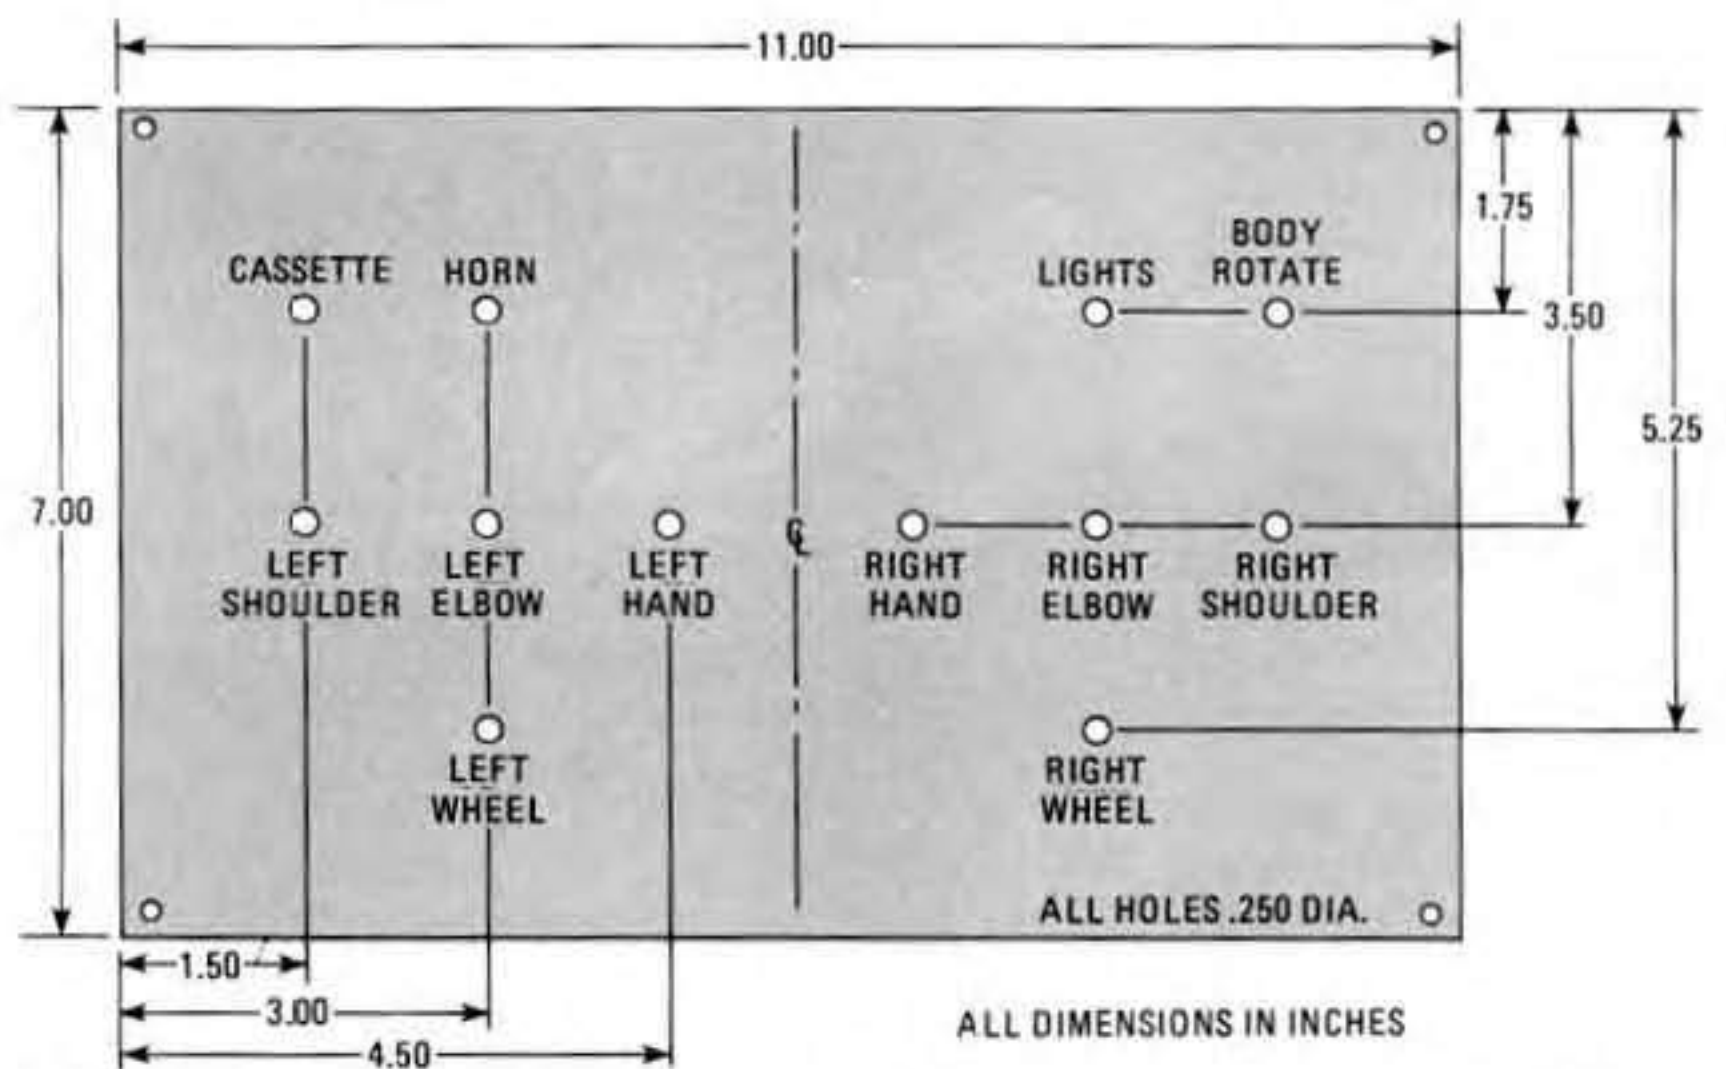 11.00
1.75
BODY
CASSETTE HORN LIGHTS ROTATE
3.50
5.25
7.00
℄
LEFT LEFT LEFT RIGHT RIGHT RIGHT
SHOULDER ELBOW HAND HAND ELBOW SHOULDER
LEFT RIGHT
WHEEL WHEEL
ALL HOLES .250 DIA.
1.50
3.00
4.50
ALL DIMENSIONS IN INCHES